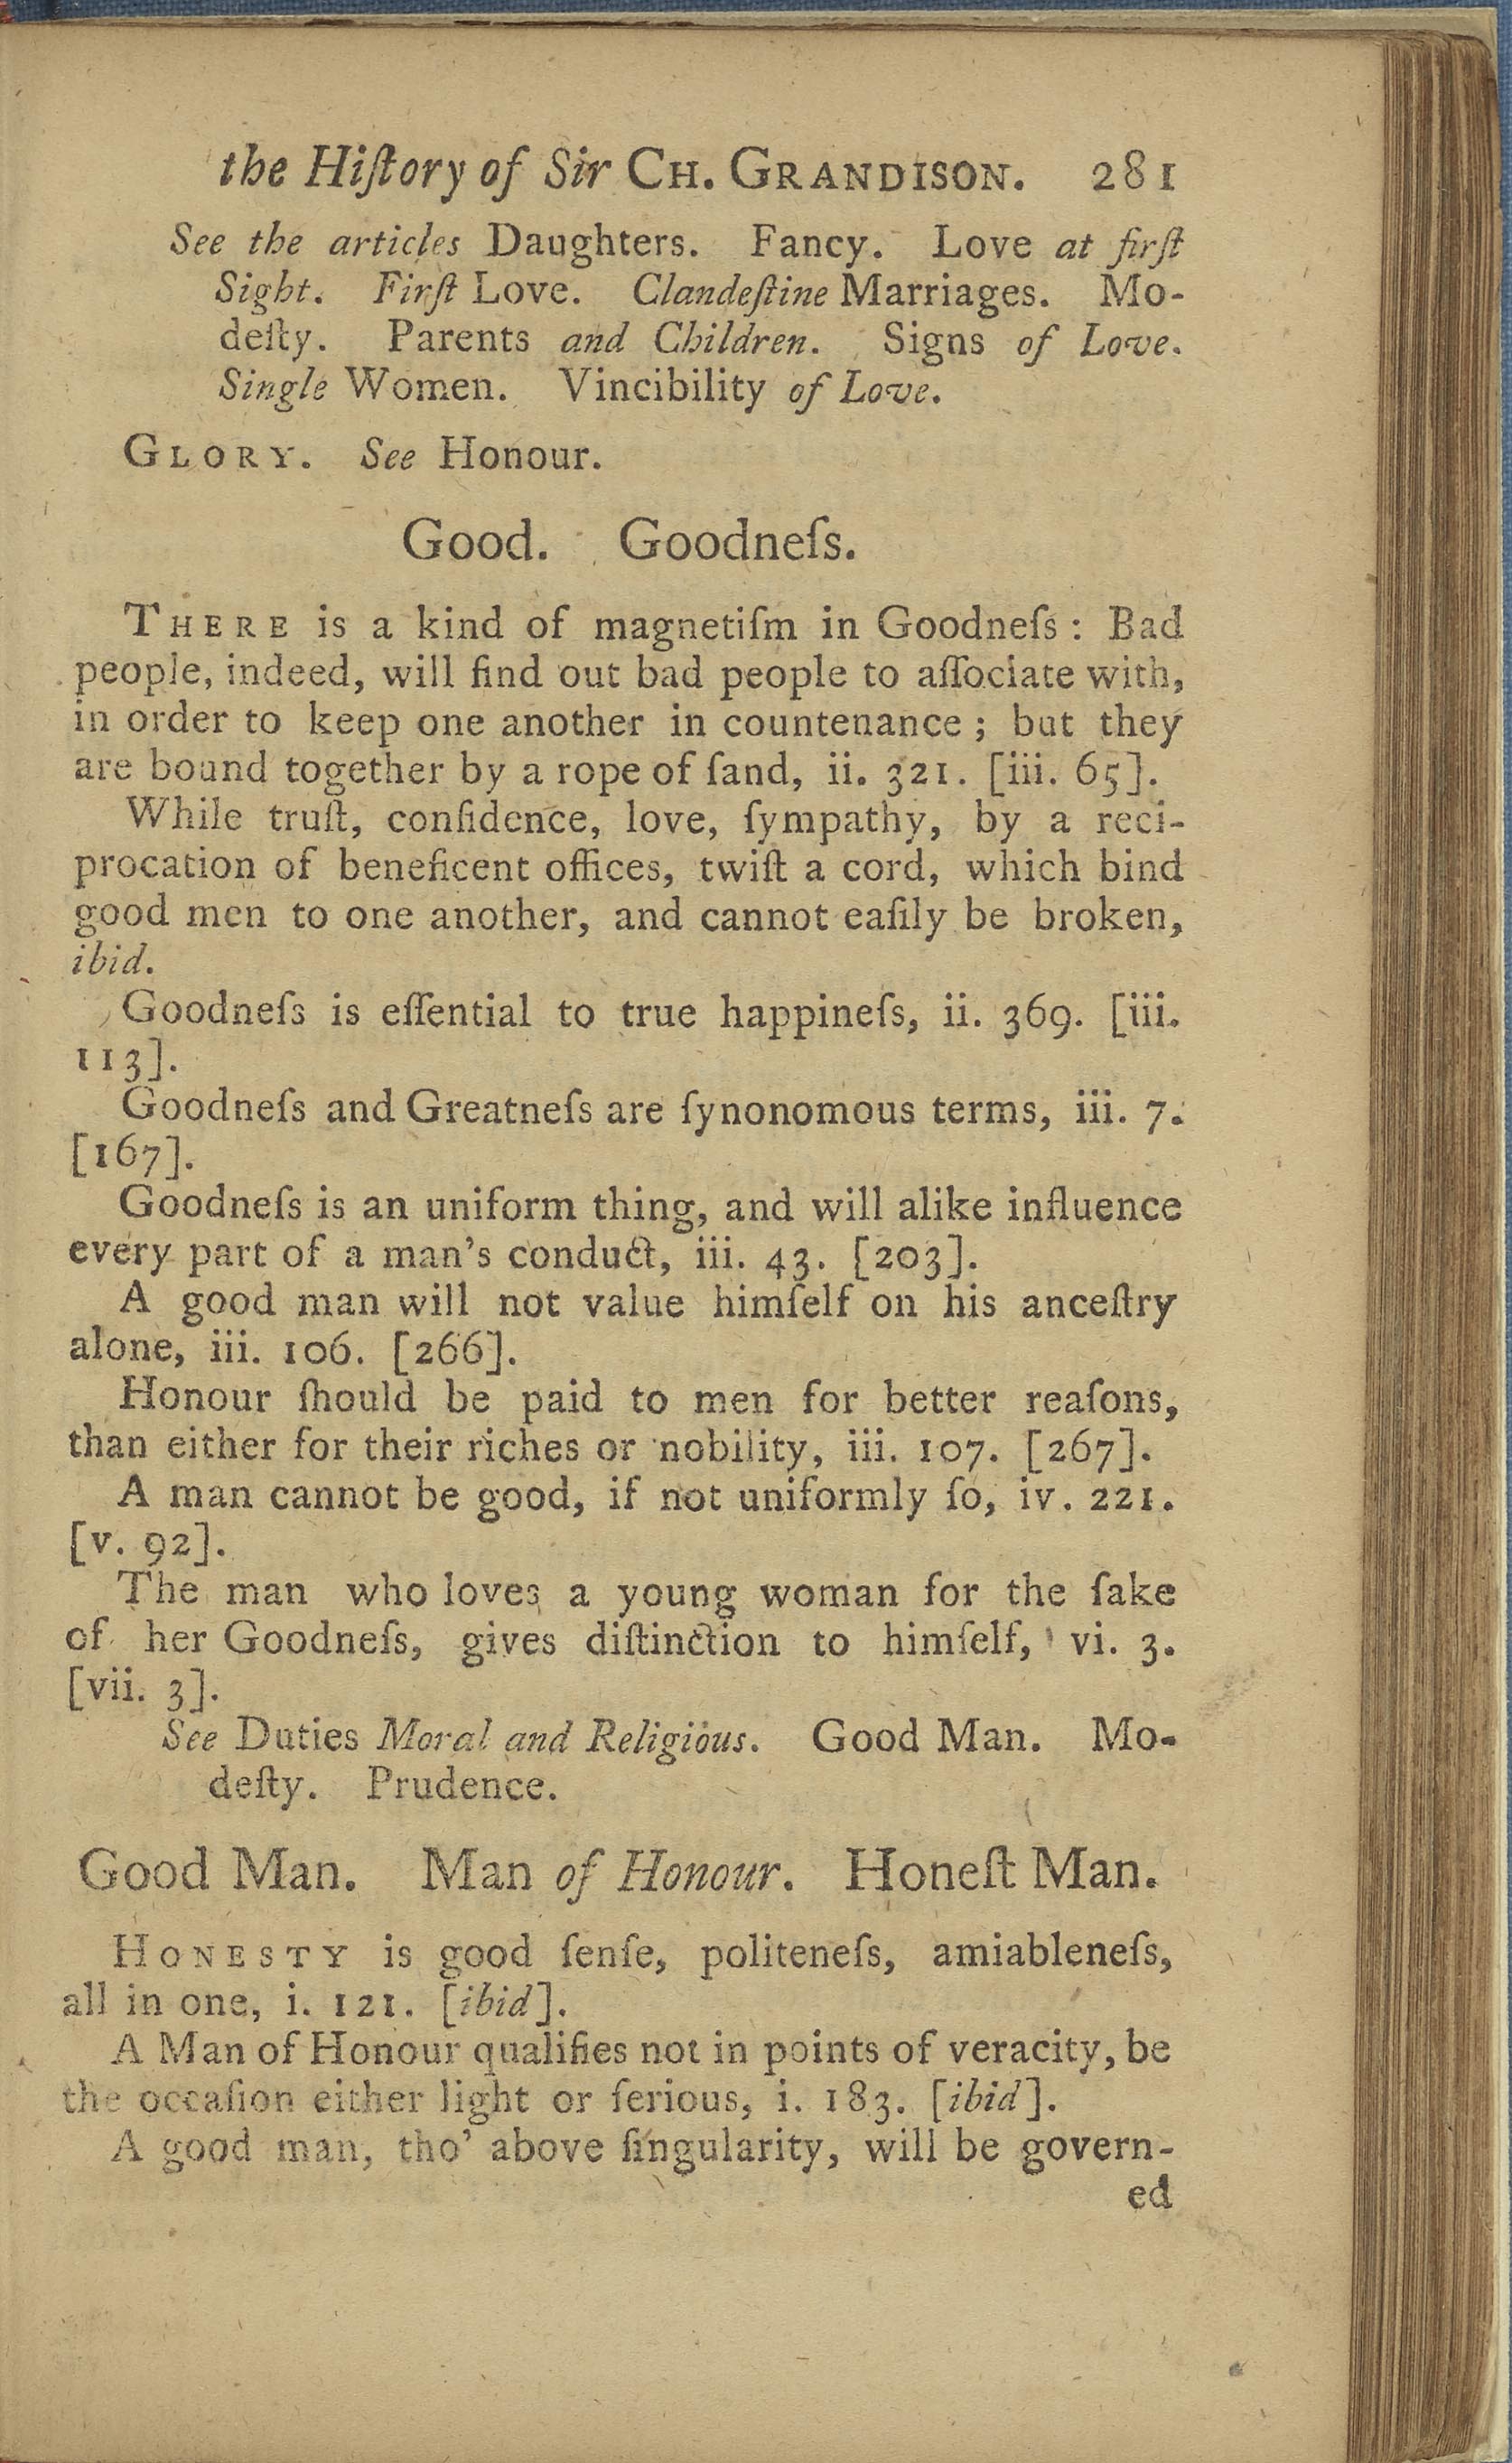 the Hiſtory of Sir CH. GRANDISON. 281
See the articles Daughters. Fancy. Love at firſt
Sight. Firſt Love. Clandeſtine Marriages. Mo-
deſty. Parents and Children. Signs of Love.
Single Women. Vincibility of Love.
GLORY. See Honour.
Good. Goodneſs.
THERE is a kind of magnetiſm in Goodneſs: Bad
people, indeed, will find out bad people to aſſociate with,
in order to keep one another in countenance; but they
are bound together by a rope of ſand, ii. 321. [iii. 65].
While truſt, confidence, love, ſympathy, by a reci-
procation of beneficent offices, twiſt a cord, which bind
good men to one another, and cannot eaſily be broken,
ibid.
Goodneſs is eſſential to true happineſs, ii. 369. [iii.
113].
Goodneſs and Greatneſs are ſynonomous terms, iii. 7.
[167].
Goodneſs is an uniform thing, and will alike influence
every part of a man's conduct, iii. 43. [203].
A good man will not value himſelf on his anceſtry
alone, iii. 106. [266].
Honour ſhould be paid to men for better reaſons,
than either for their riches or nobility, iii. 107. [267].
A man cannot be good, if not uniformly ſo, iv. 221.
[v. 92].
The man who loves a young woman for the ſake
of her Goodneſs, gives diſtinction to himſelf, vi. 3.
[vii. 3].
See Duties Moral and Religious. Good Man. Mo-
deſty. Prudence.
Good Man. Man of Honour. Honeſt Man.
HONESTY is good ſenſe, politeneſs, amiableneſs,
all in one, i. 121. [ibid].
A Man of Honour qualifies not in points of veracity, be
the occaſion either light or ſerious, i. 183. [ibid].
A good man, tho' above ſingularity, will be govern-
ed